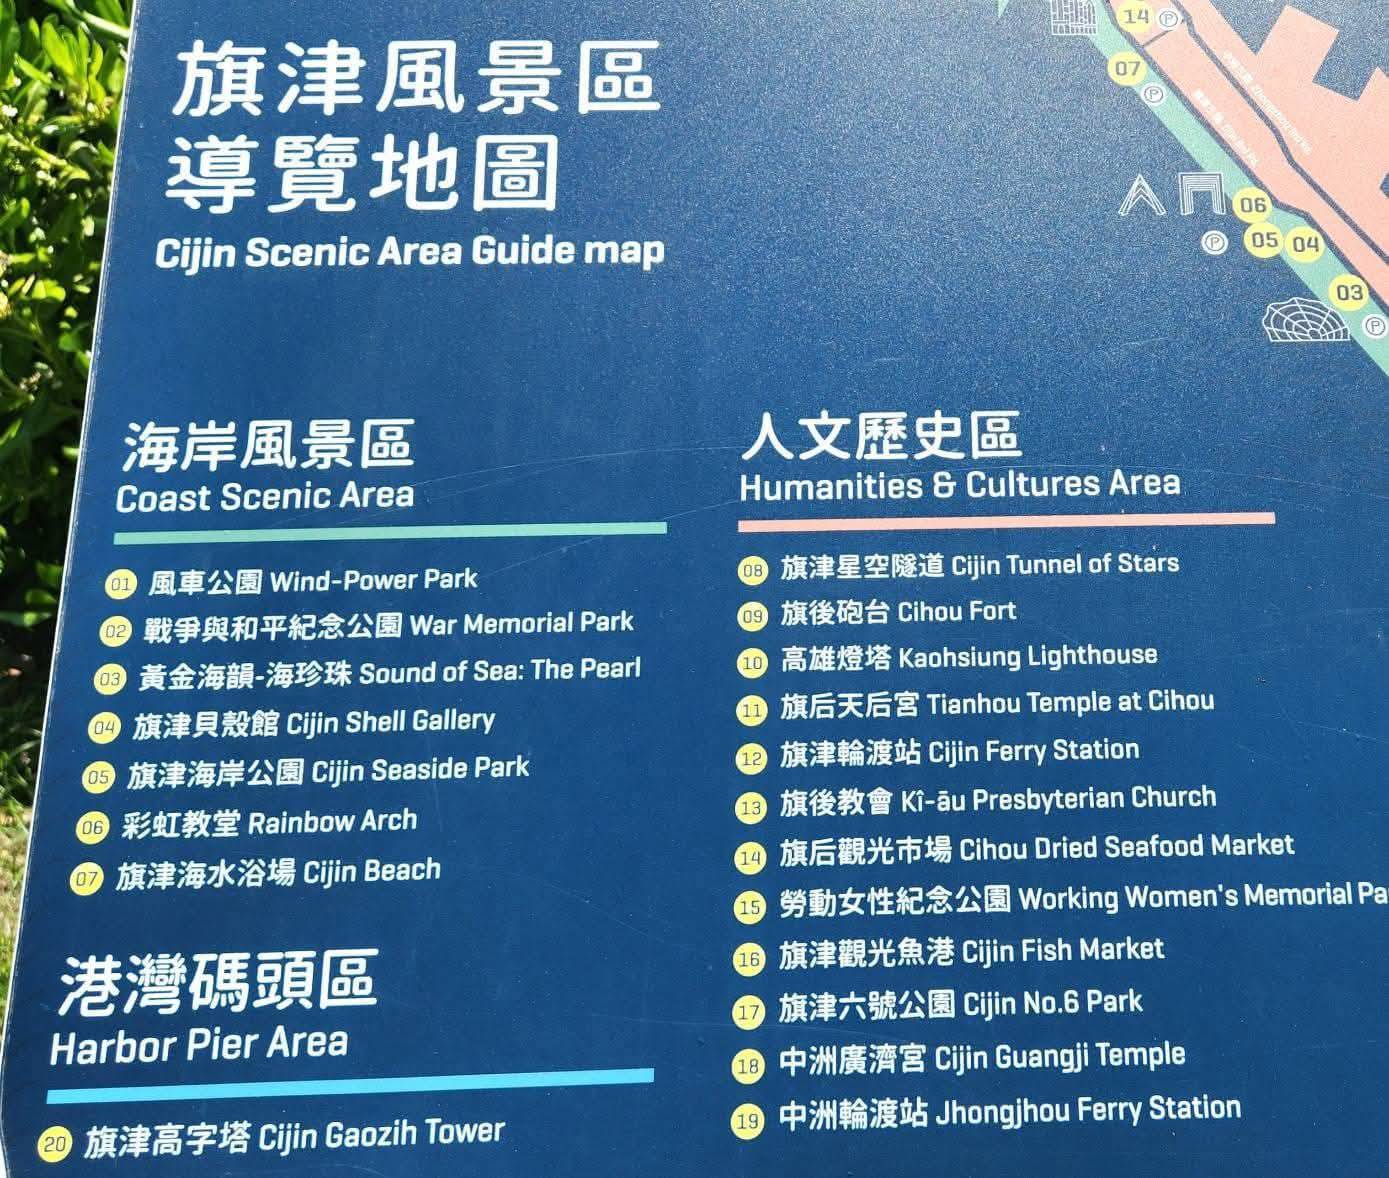 旗津風景區
導覽地圖
Cijin Scenic Area Guide map
14 P
07
P
06
P 05 04
03
P
海岸風景區
Coast Scenic Area
01 風車公園 Wind-Power Park
02 戰爭與和平紀念公園 War Memorial Park
03 黃金海韻-海珍珠 Sound of Sea: The Pearl
04 旗津貝殼館 Cijin Shell Gallery
05 旗津海岸公園 Cijin Seaside Park
06 彩虹教堂 Rainbow Arch
07 旗津海水浴場 Cijin Beach
港灣碼頭區
Harbor Pier Area
20 旗津高字塔 Cijin Gaozih Tower
人文歷史區
Humanities & Cultures Area
08 旗津星空隧道 Cijin Tunnel of Stars
09 旗後砲台 Cihou Fort
10 高雄燈塔 Kaohsiung Lighthouse
11 旗后天后宮 Tianhou Temple at Cihou
12 旗津輪渡站 Cijin Ferry Station
13 旗後教會 Kî-āu Presbyterian Church
14 旗后觀光市場 Cihou Dried Seafood Market
15 勞動女性紀念公園 Working Women's Memorial Pa
16 旗津觀光魚港 Cijin Fish Market
17 旗津六號公園 Cijin No.6 Park
18 中洲廣濟宮 Cijin Guangji Temple
19 中洲輪渡站 Jhongjhou Ferry Station